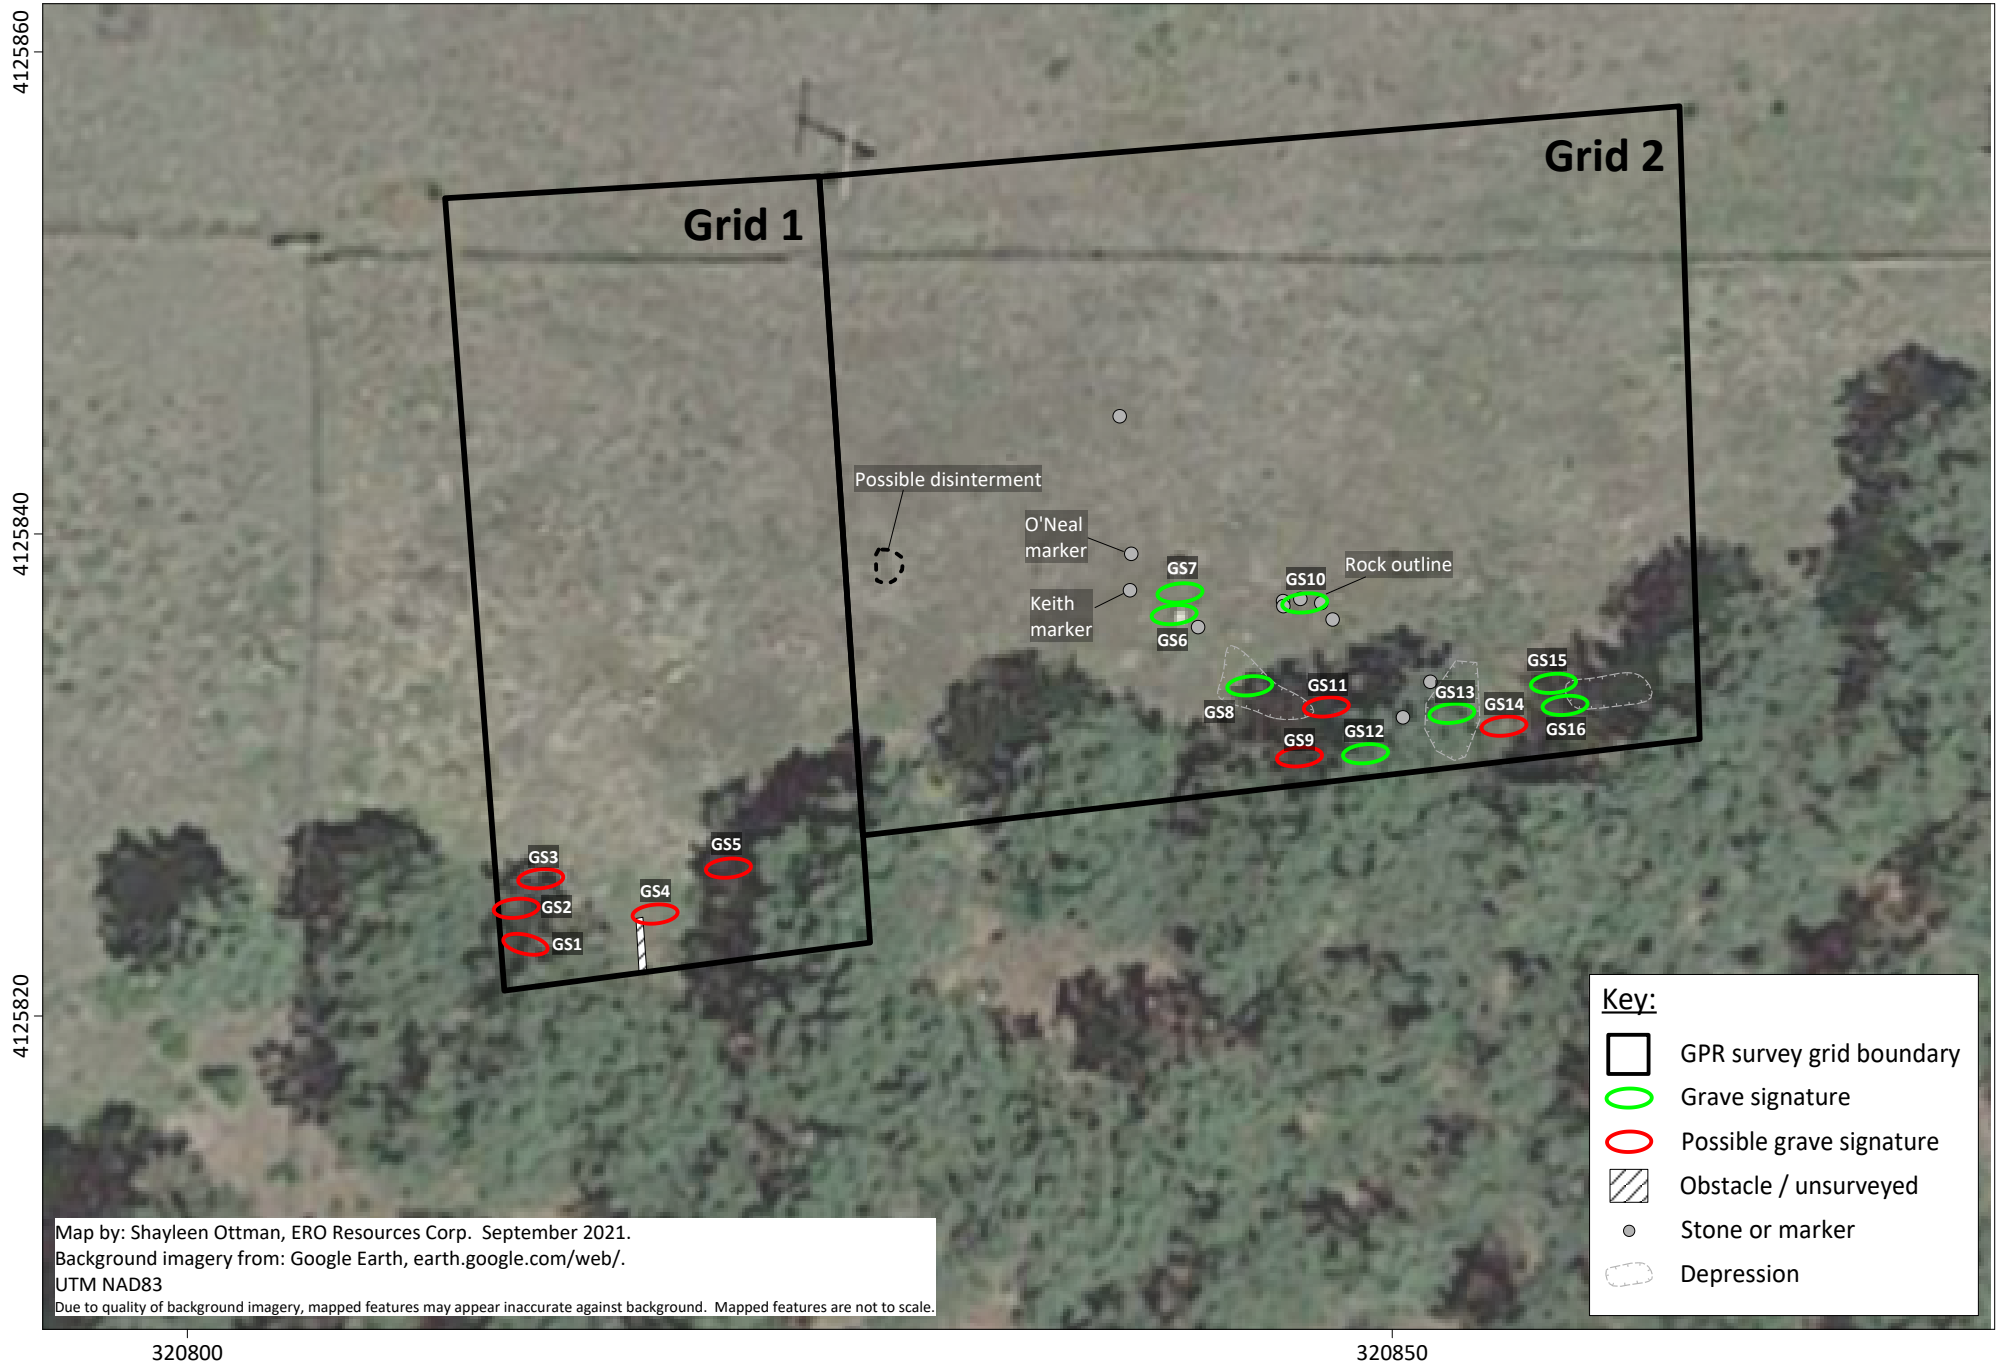 4125860
4125840
4125820
Grid 1
Grid 2
Possible disinterment
O'Neal
marker
Keith
marker
GS7
GS6
GS10
Rock outline
GS8
GS11
GS9
GS12
GS13
GS14
GS15
GS16
GS5
GS3
GS4
GS2
GS1
Key:
GPR survey grid boundary
Grave signature
Possible grave signature
Obstacle / unsurveyed
Stone or marker
Depression
Map by: Shayleen Ottman, ERO Resources Corp.  September 2021.
Background imagery from: Google Earth, earth.google.com/web/.
UTM NAD83
Due to quality of background imagery, mapped features may appear inaccurate against background.  Mapped features are not to scale.
320800
320850